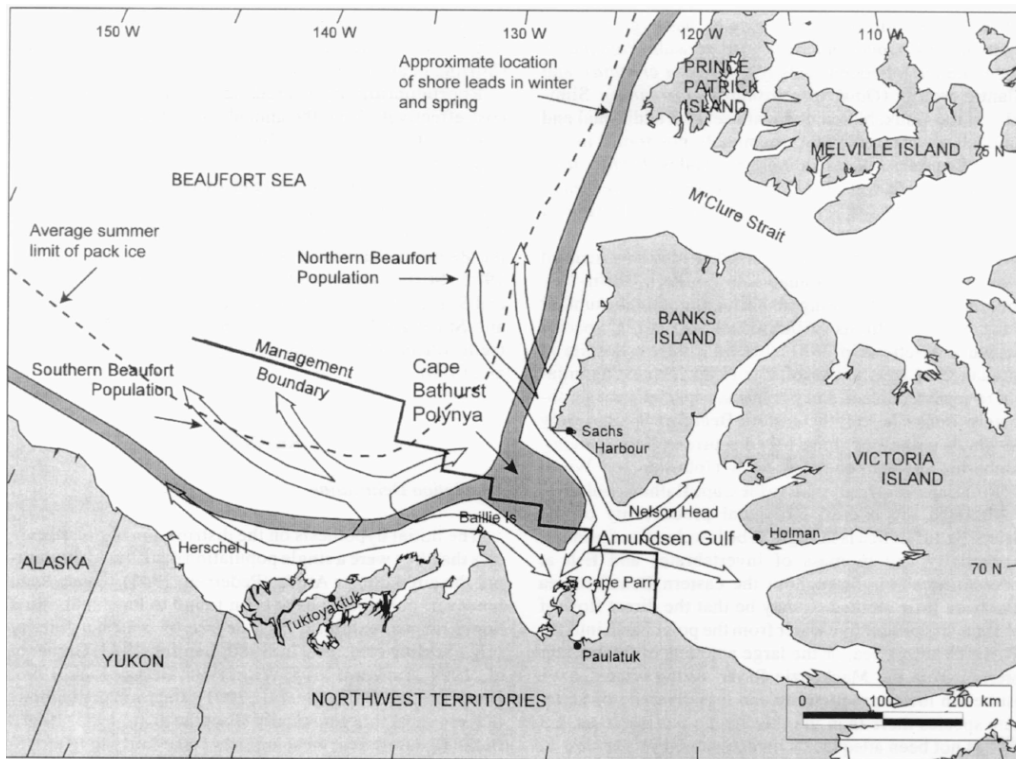 150 W
140 W
130 W
120 W
110 W
Approximate location
of shore leads in winter
and spring
PRINCE
PATRICK
ISLAND
MELVILLE ISLAND
75 N
BEAUFORT SEA
M'Clure Strait
Average summer
limit of pack ice
Northern Beaufort
Population
BANKS
ISLAND
Management
Boundary
Southern Beaufort
Population
Cape
Bathurst
Polynya
Sachs
Harbour
VICTORIA
ISLAND
Nelson Head
Baillie Is
Amundsen Gulf
Holman
Herschel I
ALASKA
Cape Parry
70 N
Tuktoyaktuk
Paulatuk
YUKON
NORTHWEST TERRITORIES
0 100 200 km